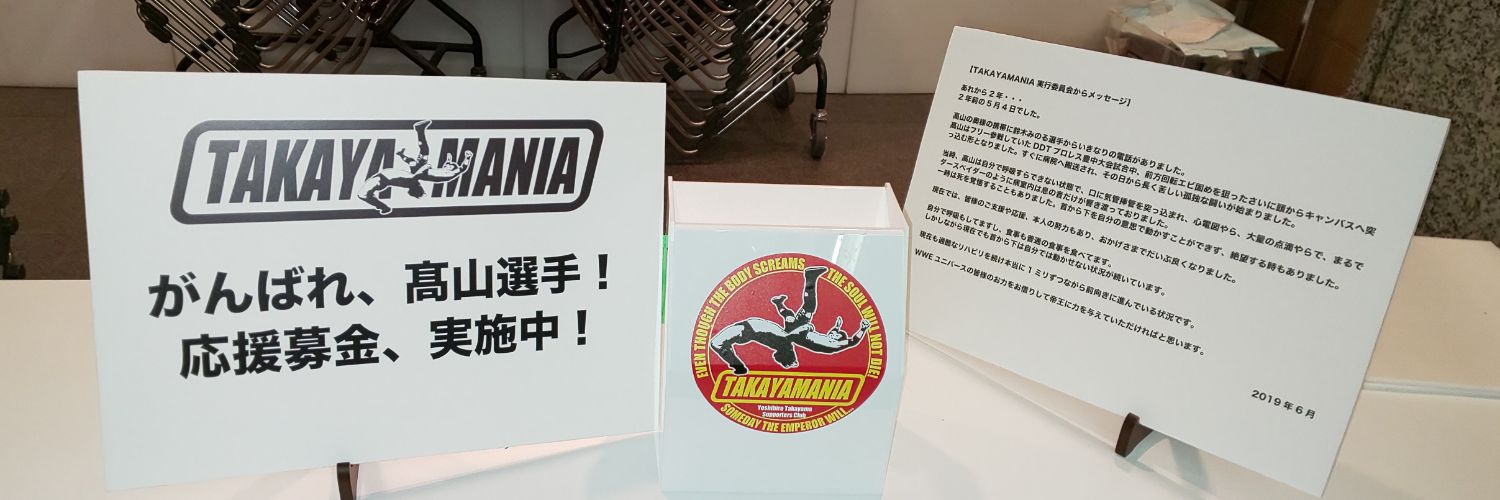 TAKAYAMANIA
がんばれ、髙山選手！
応援募金、実施中！
EVEN THOUGH THE BODY SCREAMS
THE SOUL WILL NOT DIE!
TAKAYAMANIA
Yoshihiro Takayama
Supporters Club
SOMEDAY THE EMPEROR WILL...
【TAKAYAMANIA 実行委員会からメッセージ】
あれから2年・・・
2年前の5月4日でした。
髙山の奥様の携帯に鈴木みのる選手からいきなりの電話がありました。
髙山はフリー参戦していた DDT プロレス豊中大会試合中、前方回転エビ固めを狙ったさいに頭からキャンバスへ突
っ込む形となりました。すぐに病院へ搬送され、その日から長く苦しい孤独な闘いが始まりました。
当時、髙山は自分で呼吸すらできない状態で、口に気管挿管を突っ込まれ、心電図やら、大量の点滴やらで、まるで
ダースベイダーのように病室内は息の音だけが響き渡っておりました。
一時は死を覚悟することもありました。首から下を自分の意思で動かすことができず、絶望する時もありました。
現在では、皆様のご支援や応援、本人の努力もあり、おかげさまでだいぶ良くなりました。
自分で呼吸もしてますし、食事も普通の食事を食べてます。
しかしながら現在でも首から下は自分では動かせない状況が続いています。
現在も過酷なリハビリを続け本当に1ミリずつながら前向きに進んでいる状況です。
WWE ユニバースの皆様のお力をお借りして帝王に力を与えていただければと思います。
2019年6月